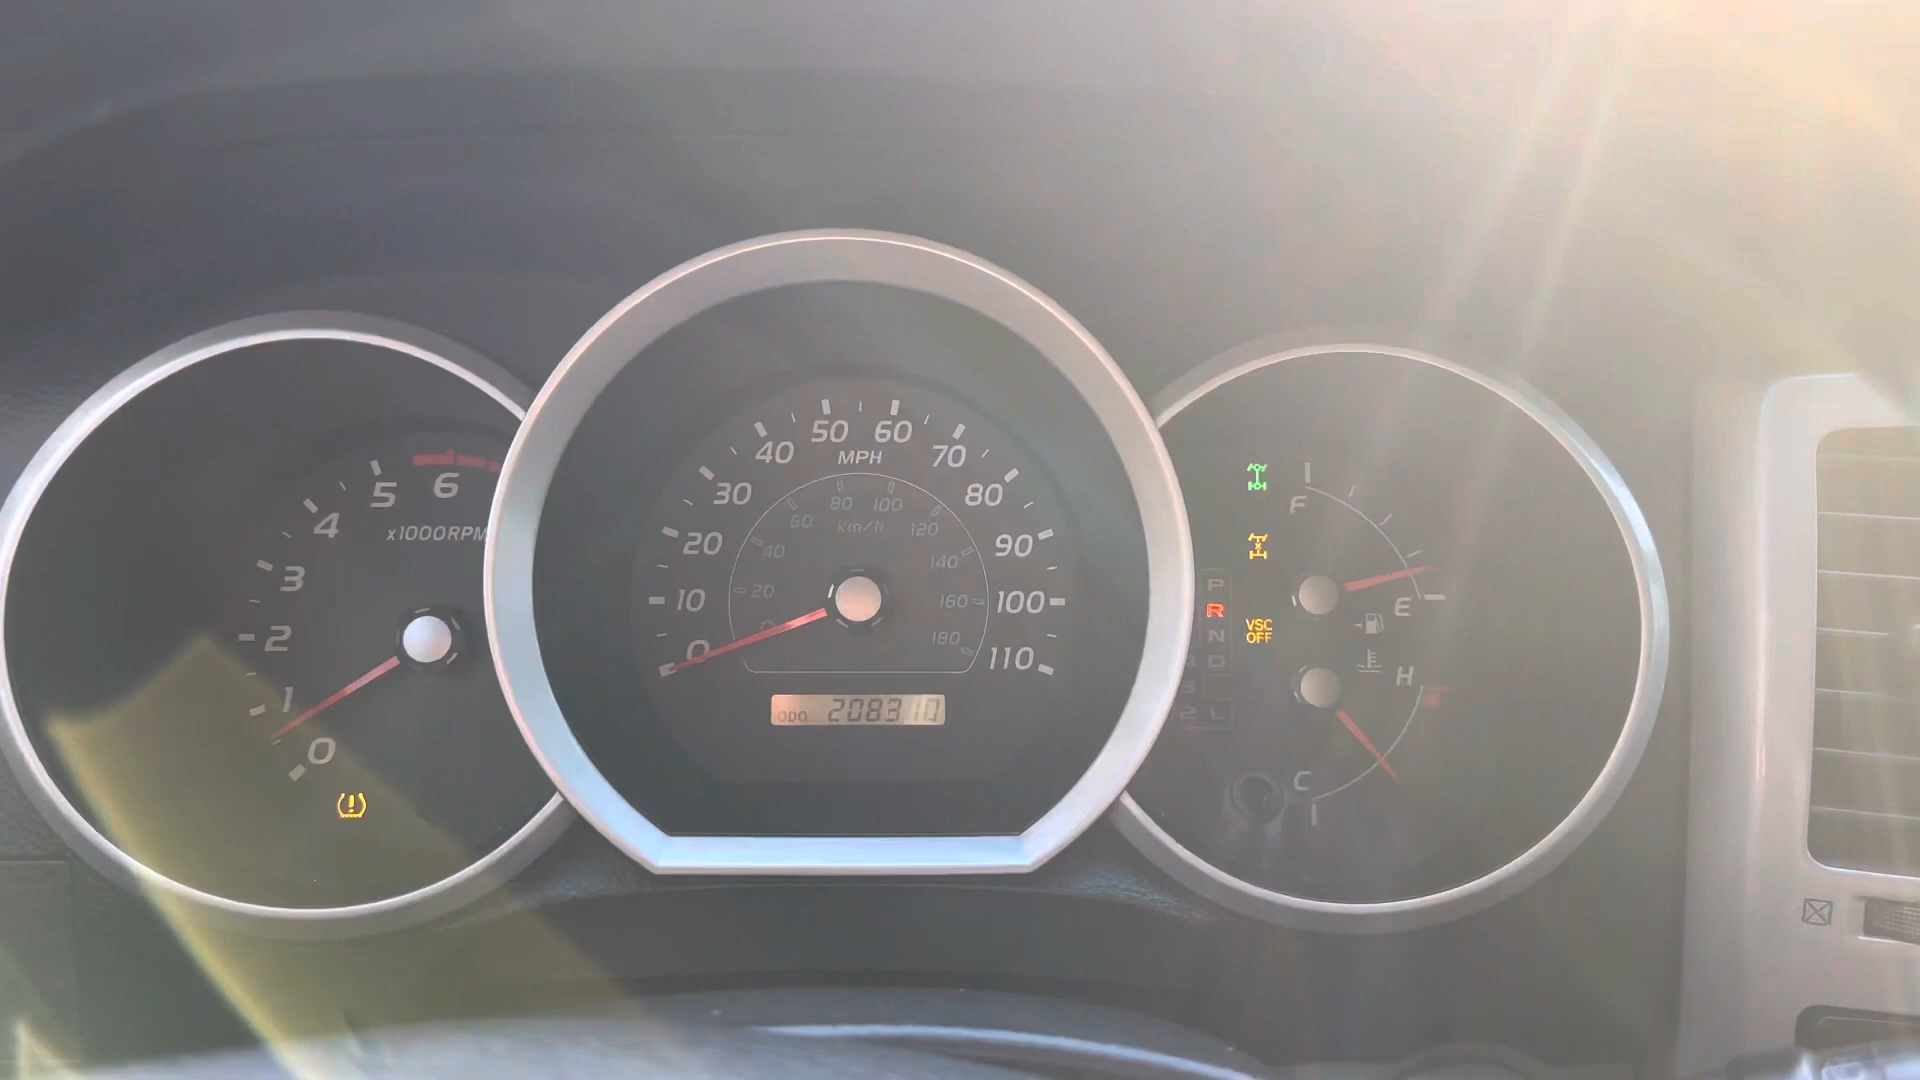 6
5
x1000RPM
4
3
2
1
0
50 60
40 MPH 70
30 80
20 90
10 100
0 110
80 100
60 km/h 120
40 140
20 160
180
ODO 208310
F
E
H
C
VSC
OFF
P
R
N
D
3
2 L